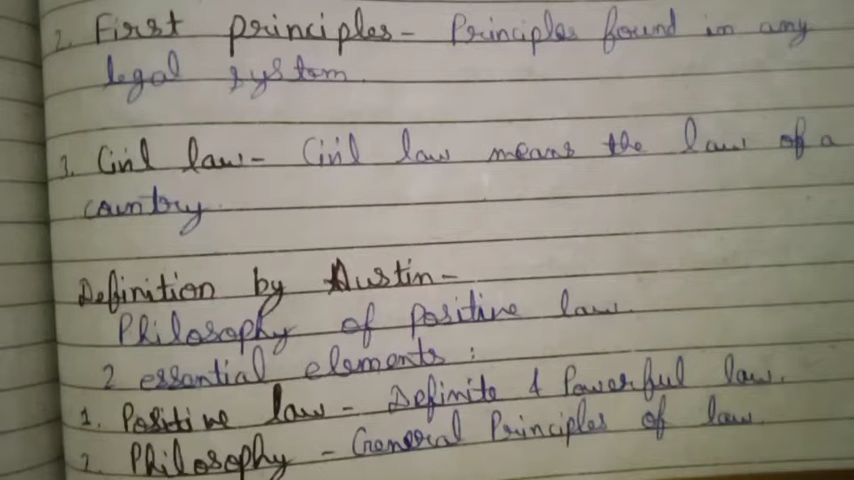 2. First principles - Principles found in any
legal system.
3. Civil law - Civil law means the law of a
country.
Definition by Austin -
Philosophy of positive law.
2 essential elements :
1. Positive law - Definite & Powerful law.
2. Philosophy - General Principles of law.